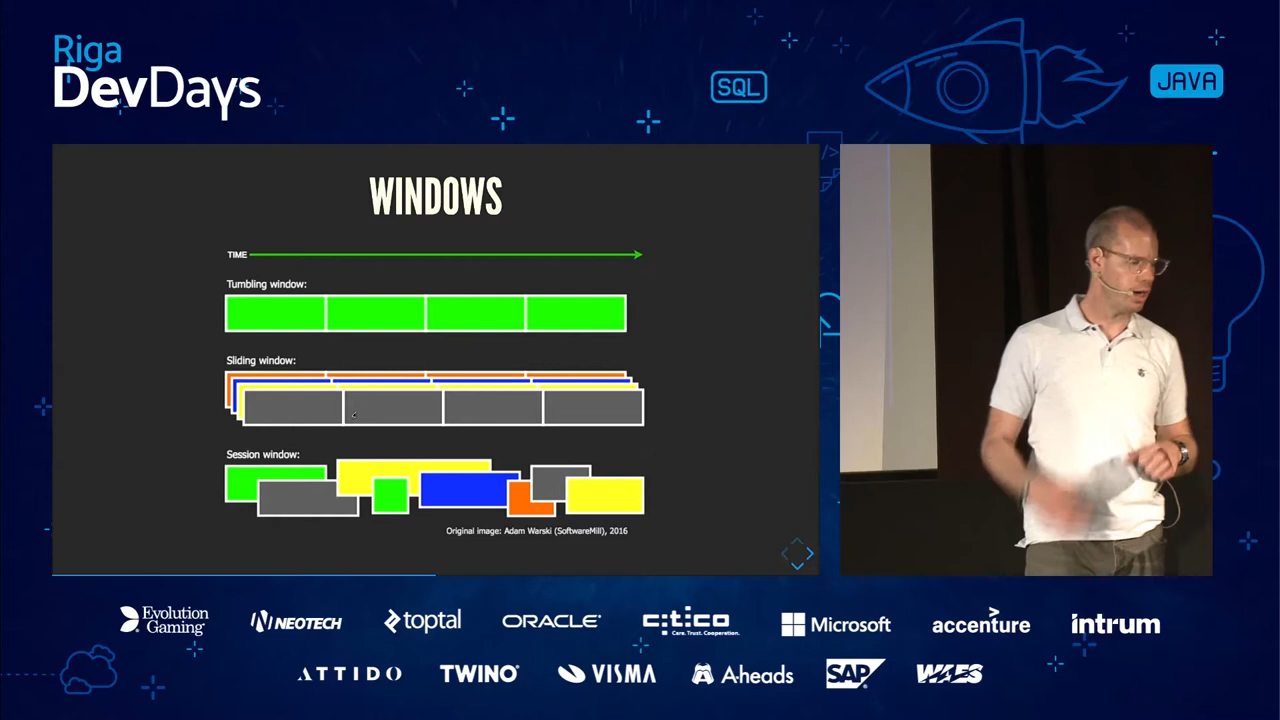 Riga
DevDays
SQL
JAVA
</>
WINDOWS
TIME
Tumbling window:
Sliding window:
Session window:
Original image: Adam Warski (SoftwareMill), 2016
Evolution
Gaming
NEOTECH
toptal
ORACLE
citico
Care. Trust. Cooperation.
Microsoft
accenture
intrum
ATTIDO
TWINO
VISMA
A-heads
SAP
WAES